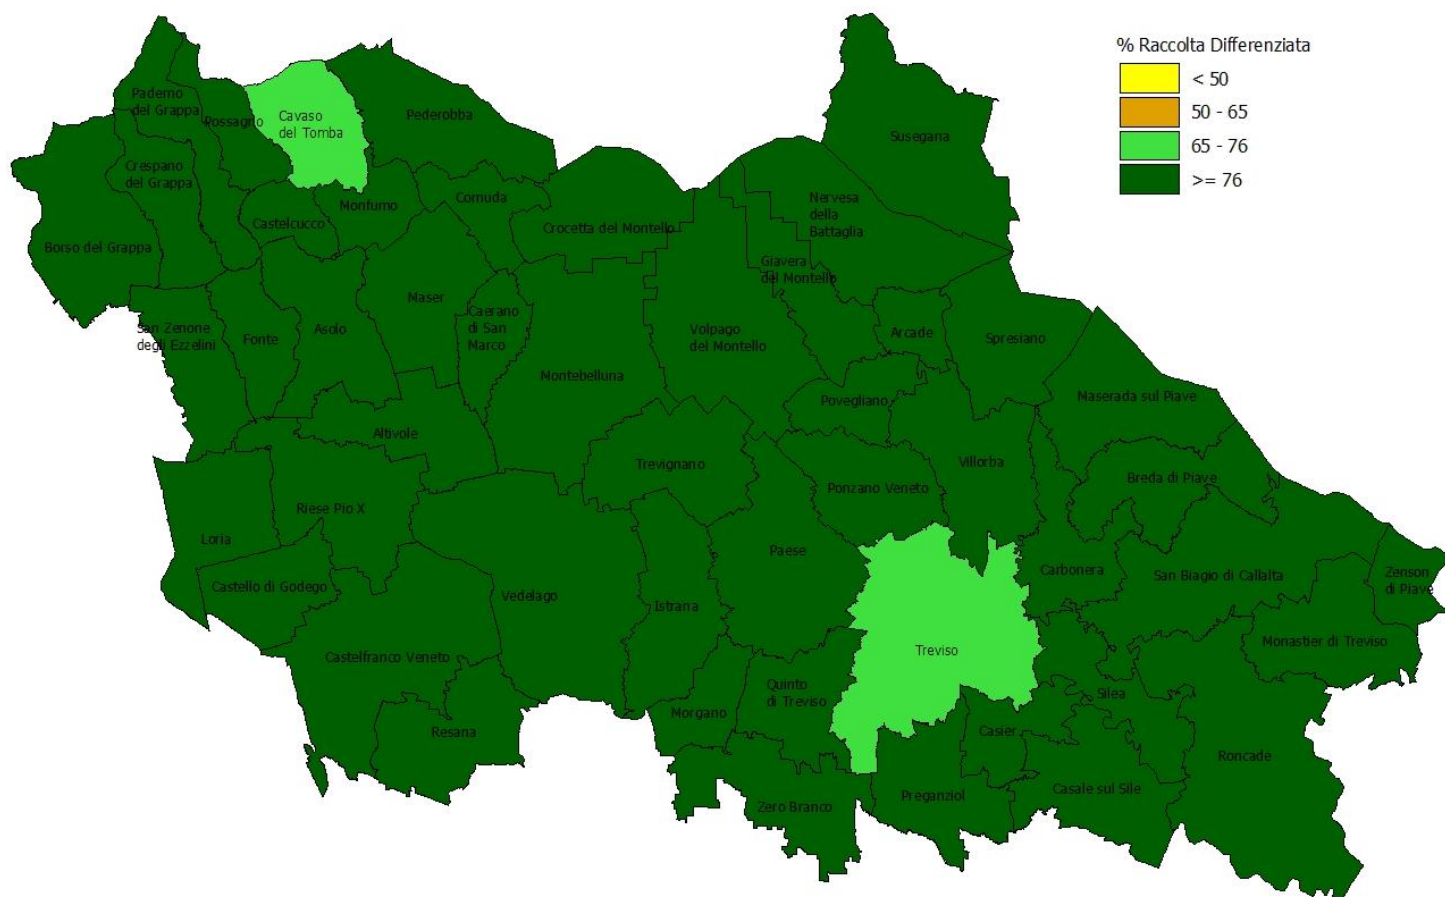 % Raccolta Differenziata
< 50
50 - 65
65 - 76
>= 76
Paderno
del Grappa
Possagno
Cavaso
del Tomba
Pederobba
Susegana
Crespano
del Grappa
Borso del Grappa
Castelcucco
Monfumo
Cornuda
Crocetta del Montello
Nervesa
della
Battaglia
Giavera
del Montello
San Zenone
degli Ezzelini
Fonte
Asolo
Maser
Caerano
di San
Marco
Volpago
del Montello
Arcade
Spresiano
Montebelluna
Povegliano
Maserada sul Piave
Altivole
Trevignano
Villorba
Ponzano Veneto
Breda di Piave
Riese Pio X
Loria
Paese
Castello di Godego
Vedelago
Istrana
Carbonera
San Biagio di Callalta
Zenson
di Piave
Castelfranco Veneto
Treviso
Monastier di Treviso
Quinto
di Treviso
Silea
Morgano
Resana
Casier
Roncade
Zero Branco
Preganziol
Casale sul Sile